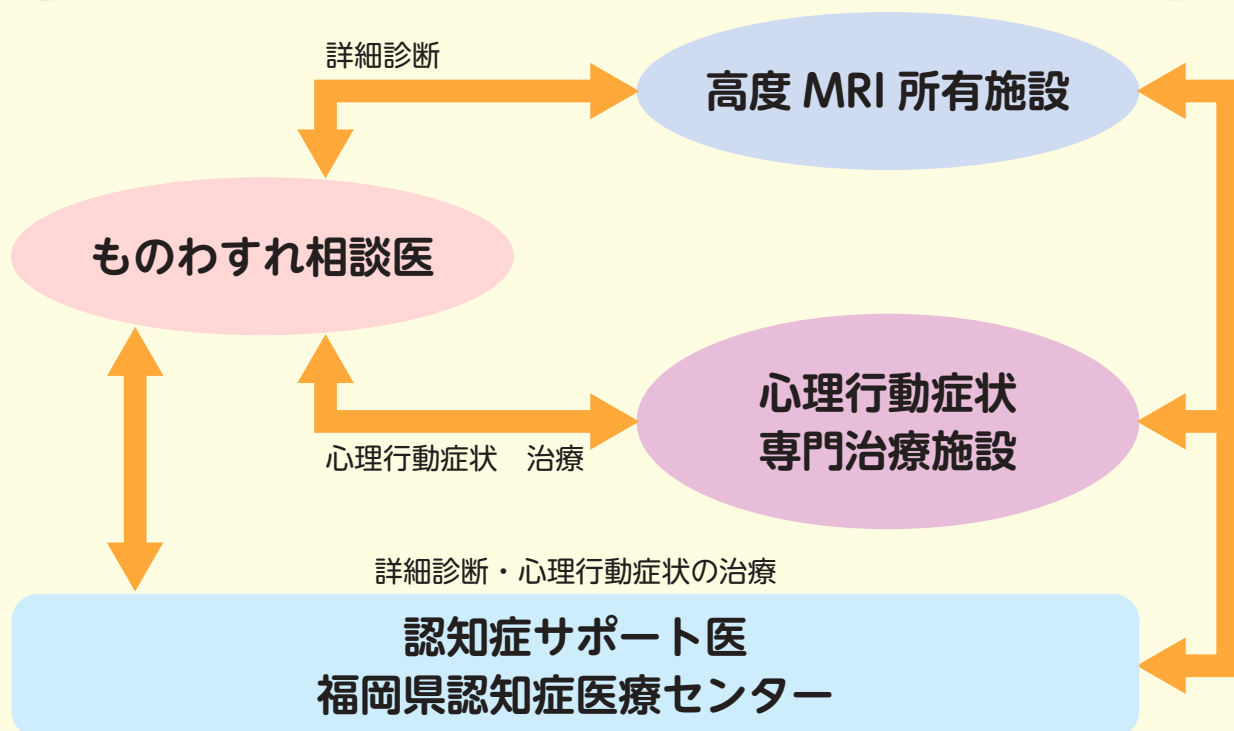 詳細診断
高度 MRI 所有施設
ものわすれ相談医
心理行動症状
専門治療施設
心理行動症状　治療
詳細診断・心理行動症状の治療
認知症サポート医
福岡県認知症医療センター